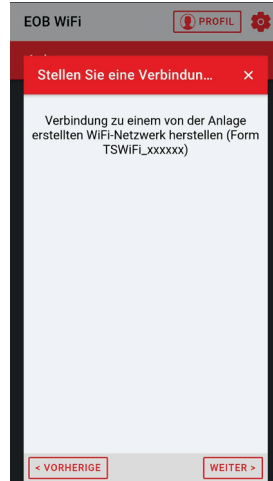 EOB WiFi
PROFIL
Stellen Sie eine Verbindun...
Verbindung zu einem von der Anlage
erstellten WiFi-Netzwerk herstellen (Form
TSWiFi_xxxxxx)
< VORHERIGE
WEITER >